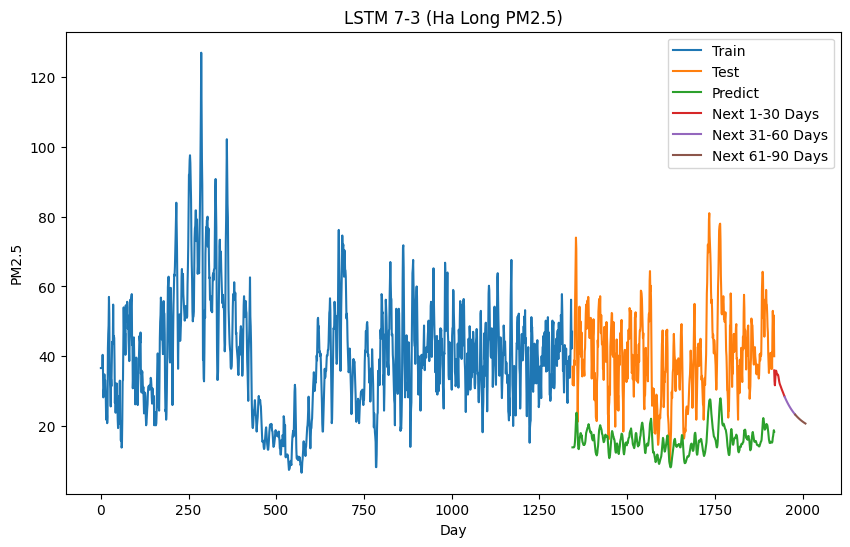 LSTM 7-3 (Ha Long PM2.5)
Train
Test
Predict
Next 1-30 Days
Next 31-60 Days
Next 61-90 Days
PM2.5
120
100
80
60
40
20
0
250
500
750
1000
1250
1500
1750
2000
Day